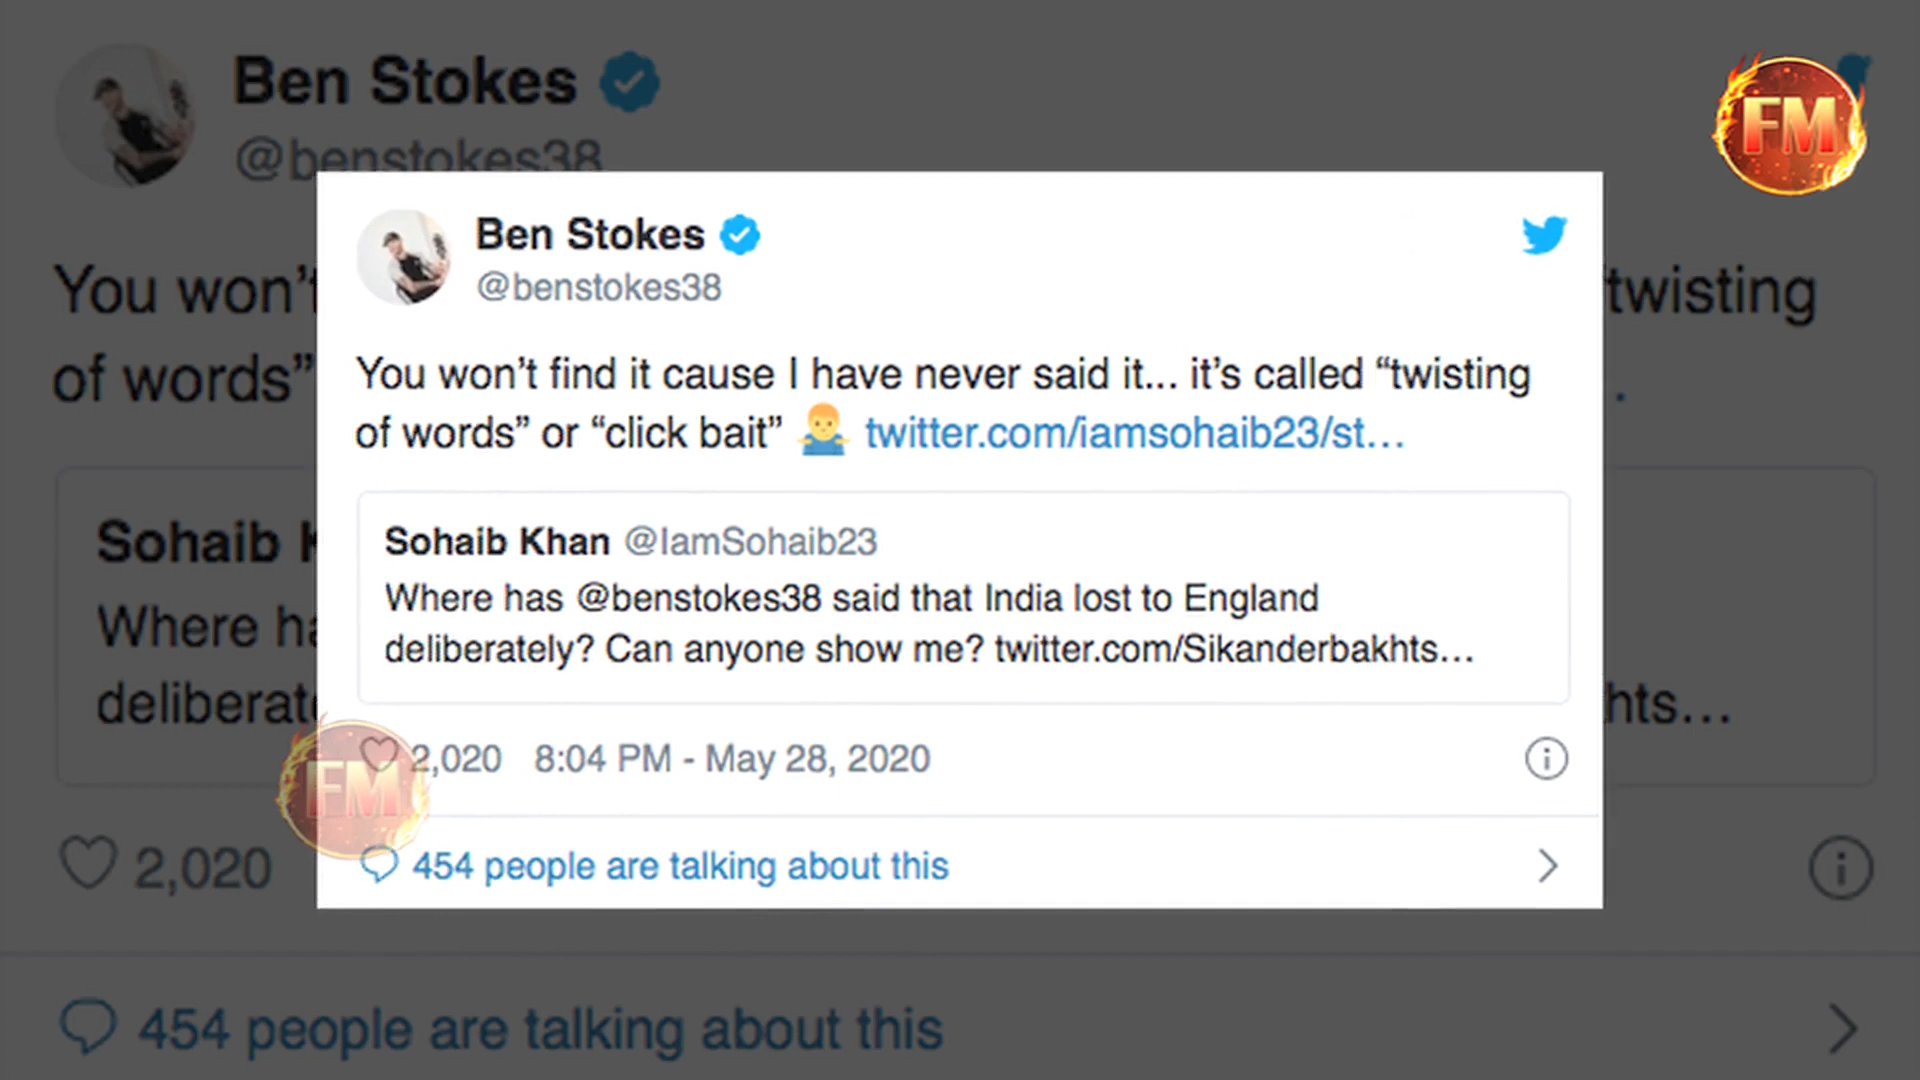 Ben Stokes
@benstokes38
FM
You won't
twisting
of words”
.
Sohaib K
Where ha
deliberate
hts…
2,020
454 people are talking about this
Ben Stokes
@benstokes38
You won’t find it cause I have never said it... it’s called “twisting
of words” or “click bait” 🤷‍♂️ twitter.com/iamsohaib23/st…
Sohaib Khan @IamSohaib23
Where has @benstokes38 said that India lost to England
deliberately? Can anyone show me? twitter.com/Sikanderbakhts…
2,020 8:04 PM - May 28, 2020
FM
454 people are talking about this